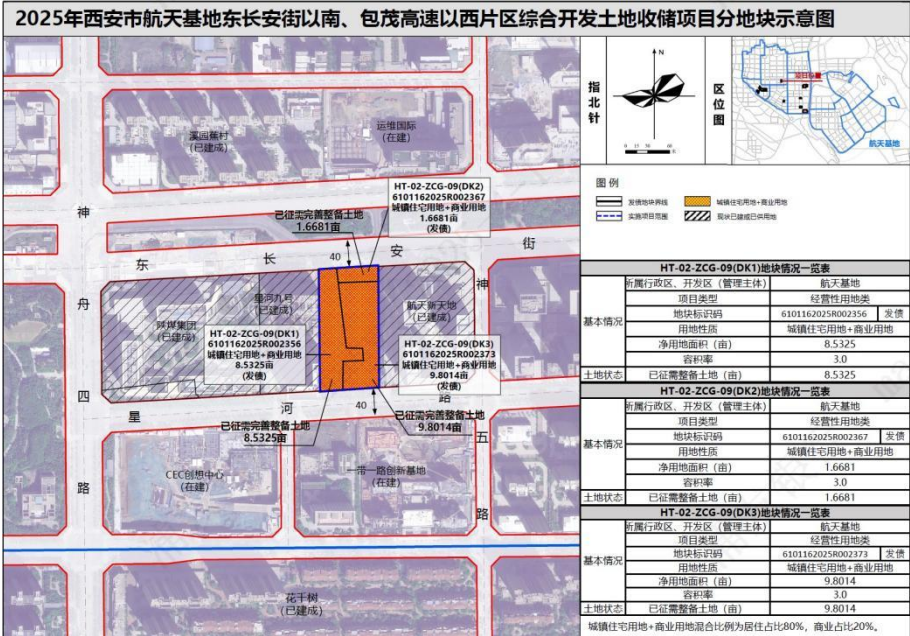 2025年西安市航天基地东长安街以南、包茂高速以西片区综合开发土地收储项目分地块示意图
溪园蕉村
(已建成)
运维国际
(在建)
HT-02-ZCG-09(DK2)
6101162025R002367
城镇住宅用地+商业用地
1.6681亩
(发债)
已征需完善整备土地
1.6681亩
神
舟
四
路
东
长
安
街
40
星河九号
(已建成)
陕煤集团
(已建成)
航天新天地
(已建成)
神
HT-02-ZCG-09(DK1)
6101162025R002356
城镇住宅用地+商业用地
8.5325亩
(发债)
HT-02-ZCG-09(DK3)
6101162025R002373
城镇住宅用地+商业用地
9.8014亩
(发债)
路
星
河
40
已征需完善整备土地
8.5325亩
已征需完善整备土地
9.8014亩
五
路
CEC创想中心
(在建)
一带一路创新基地
(在建)
花千树
(已建成)
指北针
N
区位图
项目位置
航天基地
图例
发债地块界线
城镇住宅用地+商业用地
实施项目范围
现状已建成已供用地
HT-02-ZCG-09(DK1)地块情况一览表
基本情况
所属行政区、开发区(管理主体) 航天基地
项目类型 经营性用地类
地块标识码 6101162025R002356 发债
用地性质 城镇住宅用地+商业用地
净用地面积(亩) 8.5325
容积率 3.0
土地状态 已征需整备土地(亩) 8.5325
HT-02-ZCG-09(DK2)地块情况一览表
基本情况
所属行政区、开发区(管理主体) 航天基地
项目类型 经营性用地类
地块标识码 6101162025R002367 发债
用地性质 城镇住宅用地+商业用地
净用地面积(亩) 1.6681
容积率 3.0
土地状态 已征需整备土地(亩) 1.6681
HT-02-ZCG-09(DK3)地块情况一览表
基本情况
所属行政区、开发区(管理主体) 航天基地
项目类型 经营性用地类
地块标识码 6101162025R002373 发债
用地性质 城镇住宅用地+商业用地
净用地面积(亩) 9.8014
容积率 3.0
土地状态 已征需整备土地(亩) 9.8014
城镇住宅用地+商业用地混合比例为居住占比80%，商业占比20%。